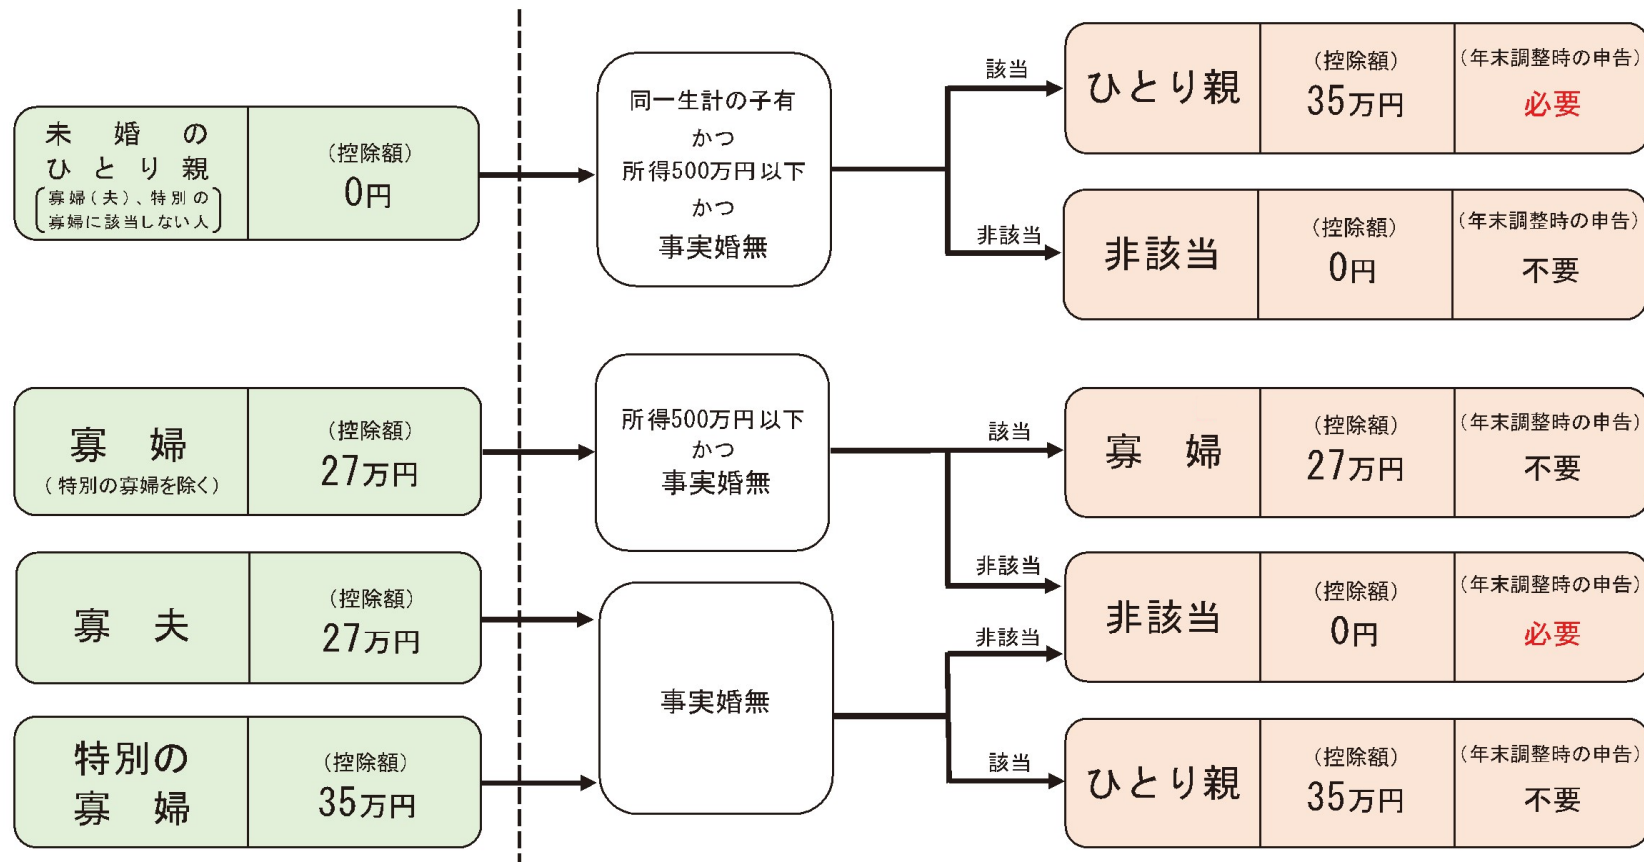 未婚の
ひとり親
寡婦(夫)、特別の
寡婦に該当しない人
(控除額)
0円
同一生計の子有
かつ
所得500万円以下
かつ
事実婚無
該当
ひとり親
(控除額)
35万円
(年末調整時の申告)
必要
非該当
非該当
(控除額)
0円
(年末調整時の申告)
不要
寡婦
(特別の寡婦を除く)
(控除額)
27万円
所得500万円以下
かつ
事実婚無
該当
寡婦
(控除額)
27万円
(年末調整時の申告)
不要
非該当
寡夫
(控除額)
27万円
非該当
非該当
(控除額)
0円
(年末調整時の申告)
必要
特別の
寡婦
(控除額)
35万円
事実婚無
該当
ひとり親
(控除額)
35万円
(年末調整時の申告)
不要